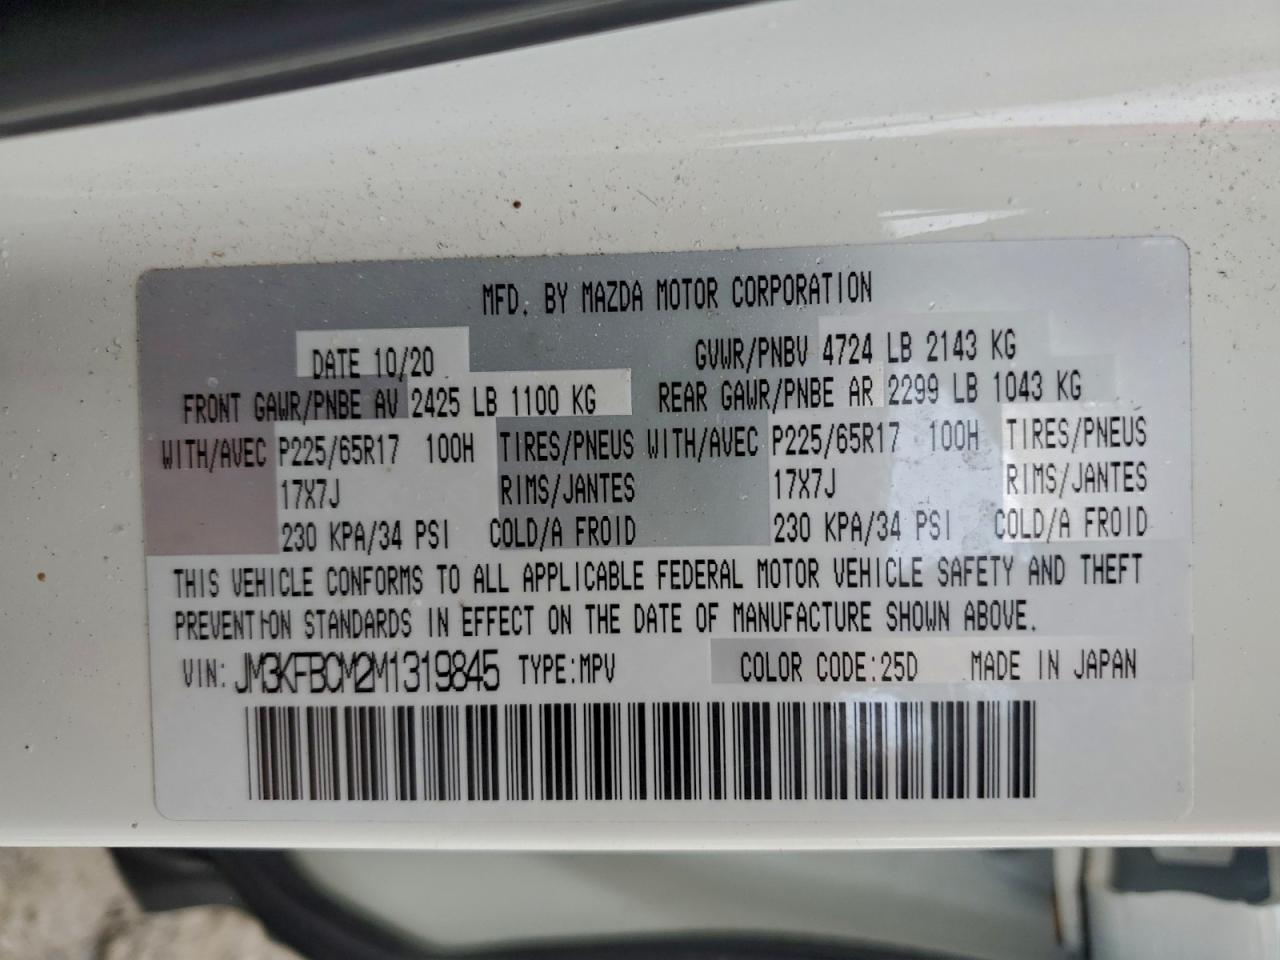 MFD. BY MAZDA MOTOR CORPORATION
DATE 10/20 GVWR/PNBV 4724 LB 2143 KG
FRONT GAWR/PNBE AV 2425 LB 1100 KG REAR GAWR/PNBE AR 2299 LB 1043 KG
WITH/AVEC P225/65R17 100H TIRES/PNEUS WITH/AVEC P225/65R17 100H TIRES/PNEUS
17X7J RIMS/JANTES 17X7J RIMS/JANTES
230 KPA/34 PSI COLD/A FROID 230 KPA/34 PSI COLD/A FROID
THIS VEHICLE CONFORMS TO ALL APPLICABLE FEDERAL MOTOR VEHICLE SAFETY AND THEFT
PREVENTION STANDARDS IN EFFECT ON THE DATE OF MANUFACTURE SHOWN ABOVE.
VIN: JM3KFBCM2M1319845 TYPE:MPV COLOR CODE:25D MADE IN JAPAN